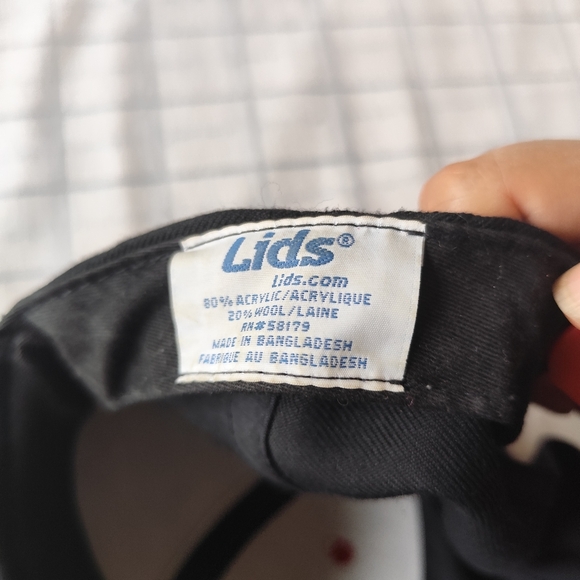 Lids®
Lids.com
80% ACRYLIC/ACRYLIQUE
20% WOOL/LAINE
RN#58179
MADE IN BANGLADESH
FABRIQUE AU BANGLADESH